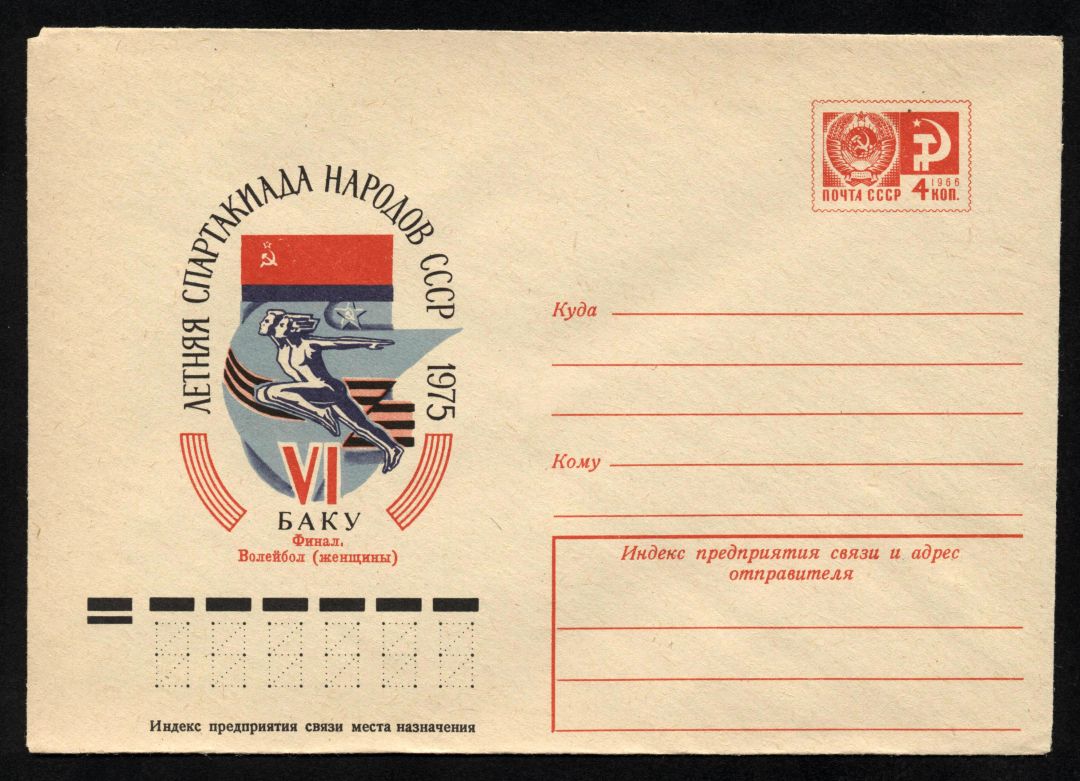 ЛЕТНЯЯ СПАРТАКИАДА НАРОДОВ СССР 1975
VI
БАКУ
Финал.
Волейбол (женщины)
Индекс предприятия связи места назначения
1966
ПОЧТА СССР 4 КОП.
Куда
Кому
Индекс предприятия связи и адрес
отправителя